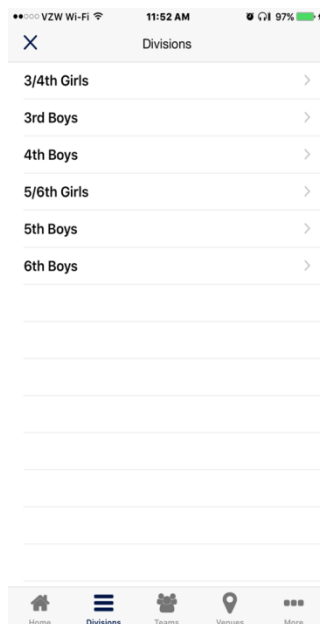 VZW Wi-Fi 11:52 AM 97%
Divisions
3/4th Girls
3rd Boys
4th Boys
5/6th Girls
5th Boys
6th Boys
Home Divisions Teams Venues More